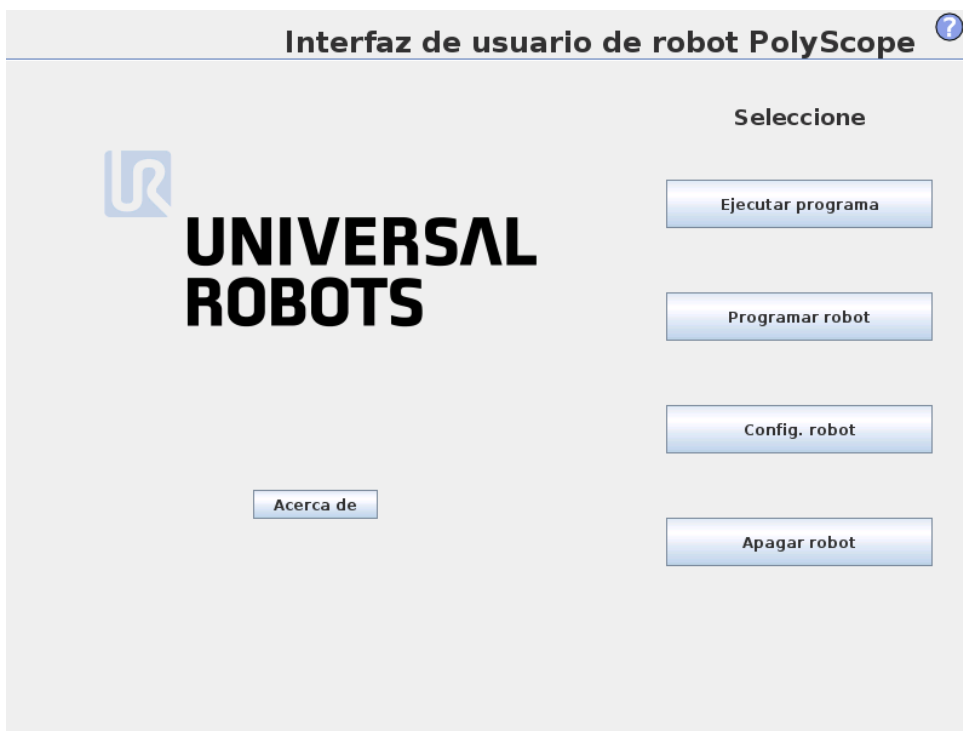 Interfaz de usuario de robot PolyScope
?
Seleccione
UR
UNIVERSAL
ROBOTS
Ejecutar programa
Programar robot
Config. robot
Acerca de
Apagar robot